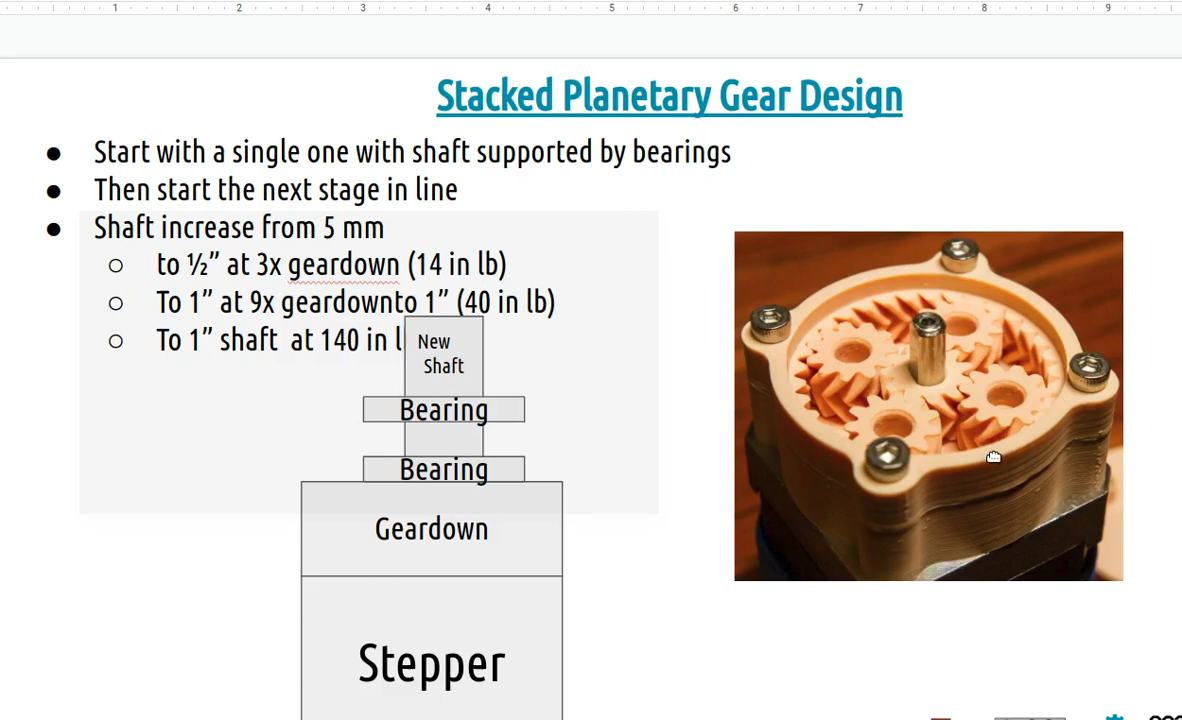 1 2 3 4 5 6 7 8 9
Stacked Planetary Gear Design
● Start with a single one with shaft supported by bearings
● Then start the next stage in line
● Shaft increase from 5 mm
○ to ½” at 3x geardown (14 in lb)
○ To 1” at 9x geardownto 1” (40 in lb)
○ To 1” shaft at 140 in l
New
Shaft
Bearing
Bearing
Geardown
Stepper